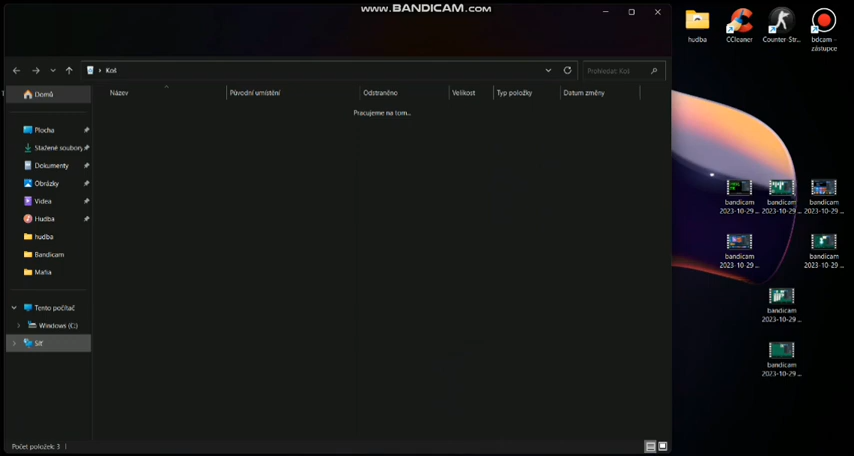 www.BANDICAM.com
Koš
Prohledat: Koš
Název
Původní umístění
Odstraněno
Velikost
Typ položky
Datum změny
Pracujeme na tom...
Domů
Plocha
Stažené soubory
Dokumenty
Obrázky
Videa
Hudba
hudba
Bandicam
Mafia
Tento počítač
Windows (C:)
Síť
Počet položek: 3
hudba
CCleaner
Counter-Str...
bdcam –
zástupce
bandicam
2023-10-29 ...
bandicam
2023-10-29 ...
bandicam
2023-10-29 ...
bandicam
2023-10-29 ...
bandicam
2023-10-29 ...
bandicam
2023-10-29 ...
bandicam
2023-10-29 ...